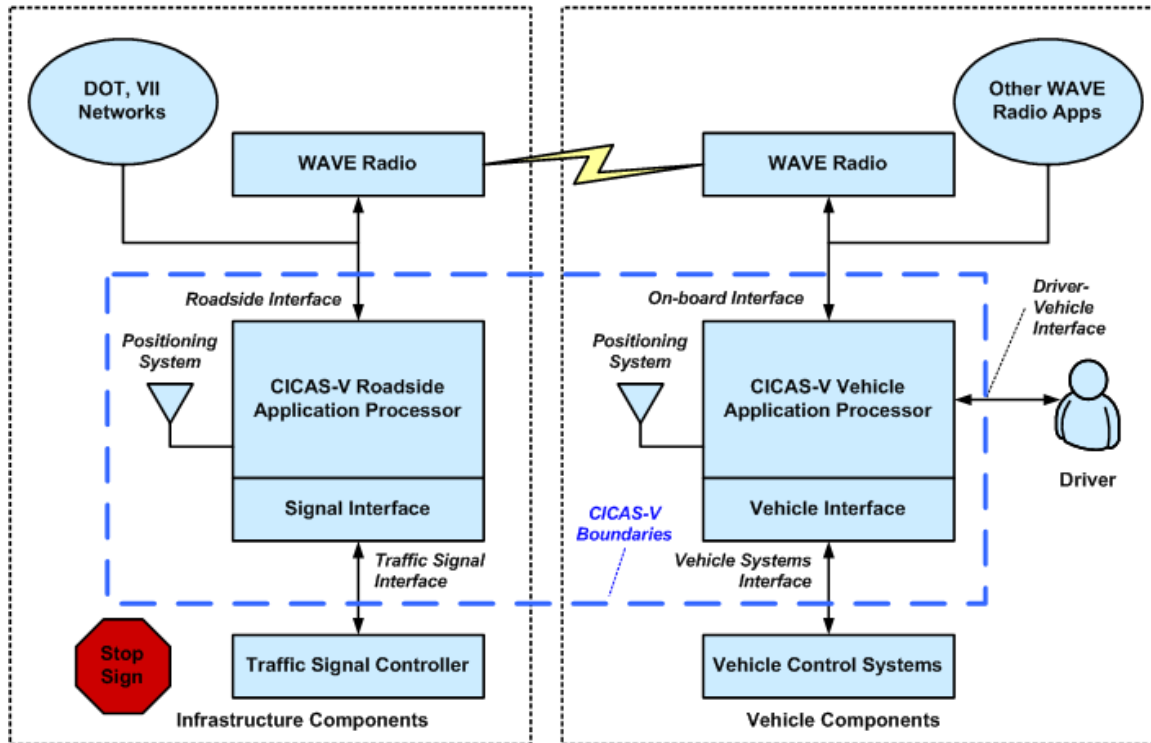 DOT, VII
Networks
WAVE Radio
WAVE Radio
Other WAVE
Radio Apps
Roadside Interface
On-board Interface
Driver-
Vehicle
Interface
Positioning
System
CICAS-V Roadside
Application Processor
Positioning
System
CICAS-V Vehicle
Application Processor
Driver
Signal Interface
CICAS-V
Boundaries
Vehicle Interface
Traffic Signal
Interface
Vehicle Systems
Interface
Stop
Sign
Traffic Signal Controller
Vehicle Control Systems
Infrastructure Components
Vehicle Components